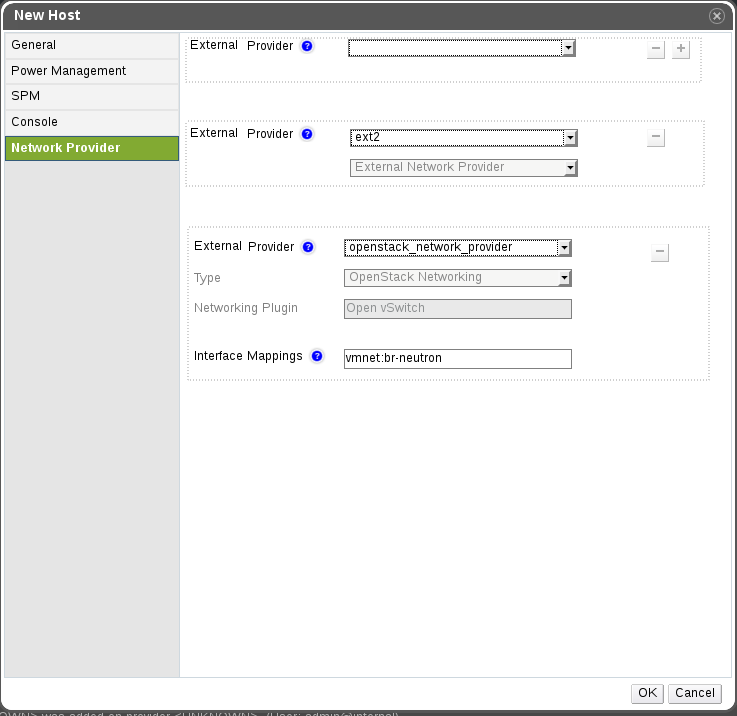 New Host
General
Power Management
SPM
Console
Network Provider
External Provider ?
− +
External Provider ? ext2
−
External Network Provider
External Provider ? openstack_network_provider
−
Type OpenStack Networking
Networking Plugin Open vSwitch
Interface Mappings ? vmnet:br-neutron
OK Cancel
was added on provider <UNKNOWN>. (User: admin@internal)